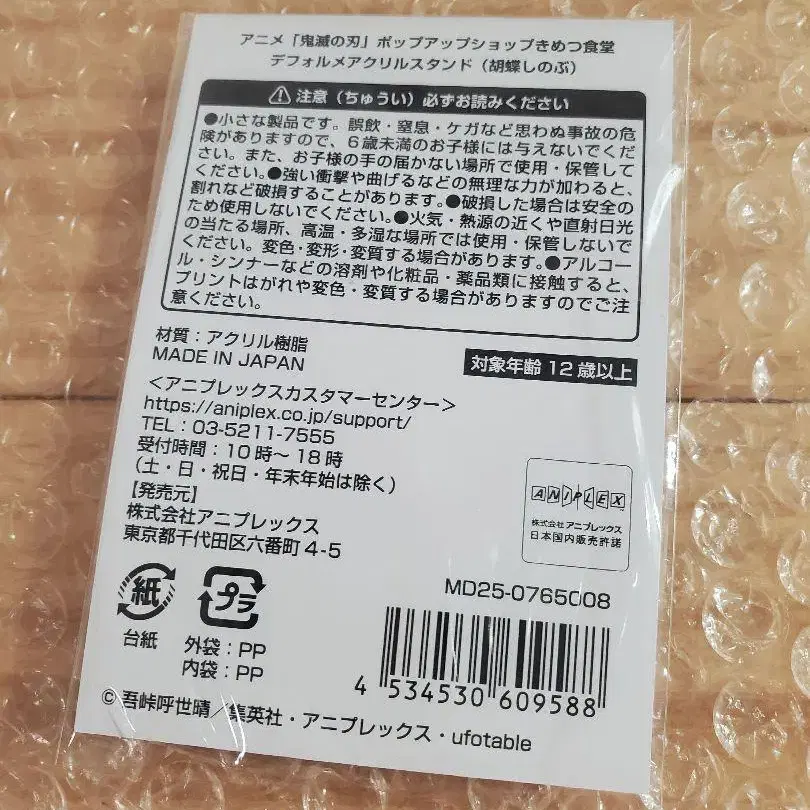 アニメ「鬼滅の刃」ポップアップショップきめつ食堂
デフォルメアクリルスタンド（胡蝶しのぶ）
注意（ちゅうい）必ずお読みください
●小さな製品です。誤飲・窒息・ケガなど思わぬ事故の危
険がありますので、６歳未満のお子様には与えないでくだ
さい。また、お子様の手の届かない場所で使用・保管して
ください。●強い衝撃や曲げるなどの無理な力が加わると、
割れなど破損することがあります。●破損した場合は安全の
ため使用しないでください。●火気・熱源の近くや直射日光
の当たる場所、高温・多湿な場所では使用・保管しないで
ください。変色・変形・変質する場合があります。●アルコー
ル・シンナーなどの溶剤や化粧品・薬品類に接触すると、
プリントはがれや変色・変質する場合がありますのでご注
意ください。
材質：アクリル樹脂
MADE IN JAPAN
対象年齢 12 歳以上
＜アニプレックスカスタマーセンター＞
https://aniplex.co.jp/support/
TEL：03-5211-7555
受付時間：10 時～ 18 時
（土・日・祝日・年末年始は除く）
【発売元】
株式会社アニプレックス
東京都千代田区六番町 4-5
ANIPLEX
株式会社アニプレックス
日本国内販売許諾
MD25-0765008
紙
プラ
台紙
外袋：PP
内袋：PP
4 534530 609588
© 吾峠呼世晴／集英社・アニプレックス・ufotable